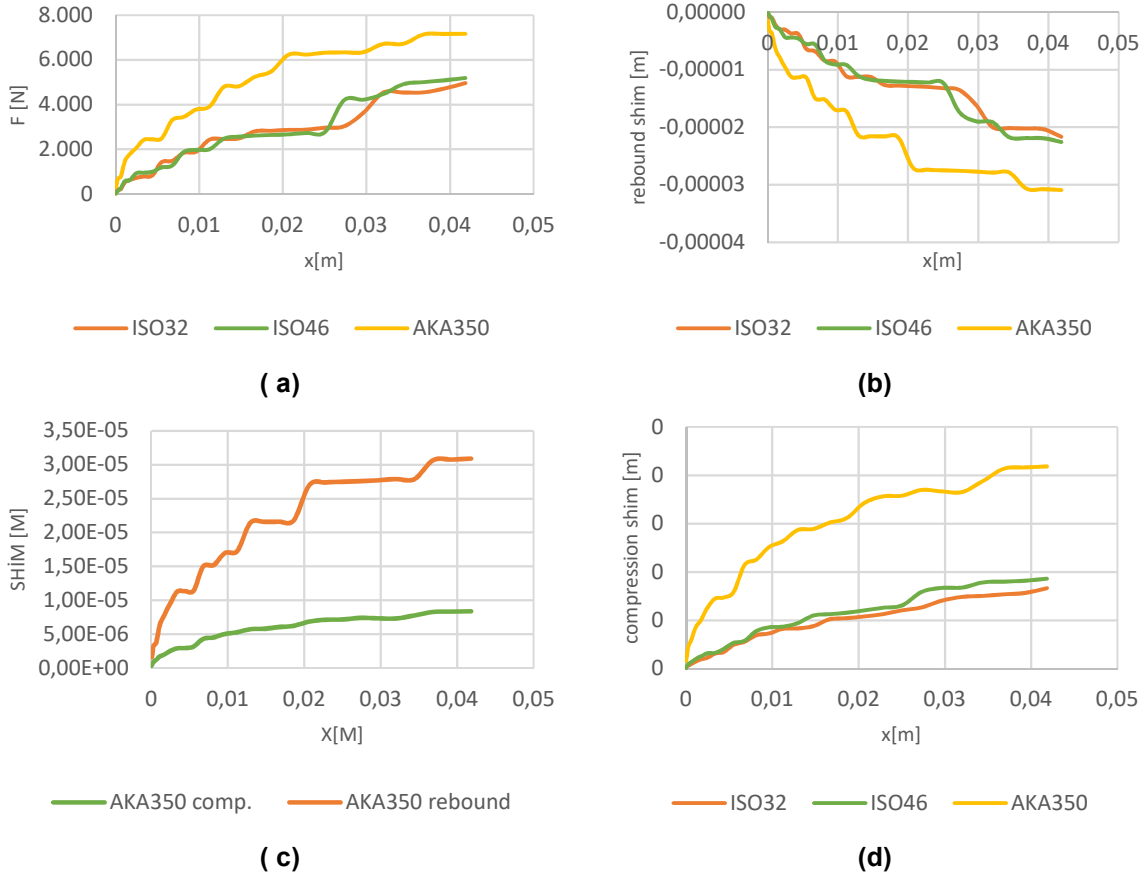 8.000
6.000
4.000
2.000
0
F [N]
0 0,01 0,02 0,03 0,04 0,05
x[m]
ISO32 ISO46 AKA350
( a)
0,00000
-0,00001
-0,00002
-0,00003
-0,00004
rebound shim [m]
0 0,01 0,02 0,03 0,04 0,05
x[m]
ISO32 ISO46 AKA350
(b)
3,50E-05
3,00E-05
2,50E-05
2,00E-05
1,50E-05
1,00E-05
5,00E-06
0,00E+00
SHİM [M]
0 0,01 0,02 0,03 0,04 0,05
X[M]
AKA350 comp. AKA350 rebound
( c)
0
0
0
0
0
0
compression shim [m]
0 0,01 0,02 0,03 0,04 0,05
x[m]
ISO32 ISO46 AKA350
(d)